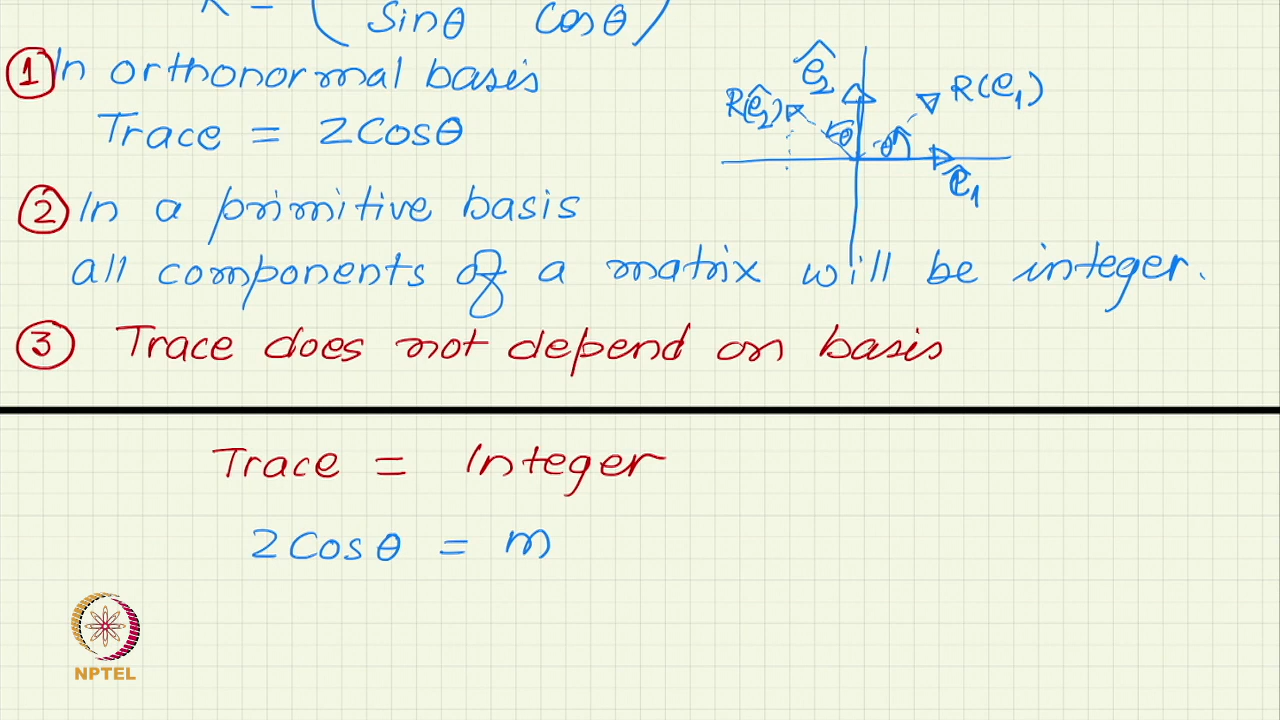 R = ( Sinθ Cosθ )
① In orthonormal basis
Trace = 2Cosθ
ê2
R(ê2)
R(e1)
θ
θ
ê1
② In a primitive basis
all components of a matrix will be integer.
③ Trace does not depend on basis
Trace = Integer
2Cosθ = m
NPTEL